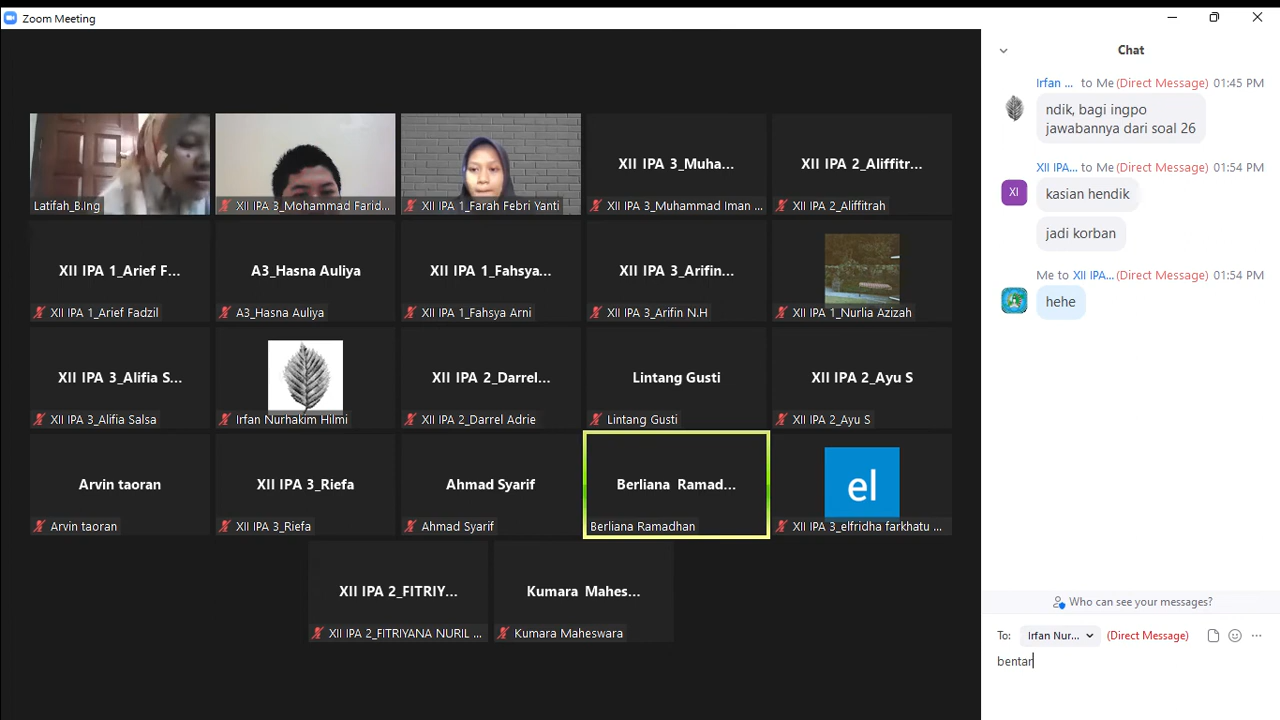 Zoom Meeting
Latifah_B.Ing
XII IPA 3_Mohammad Farid...
XII IPA 1_Farah Febri Yanti
XII IPA 3_Muha...
XII IPA 3_Muhammad Iman ...
XII IPA 2_Aliffitr...
XII IPA 2_Aliffitrah
XII IPA 1_Arief F...
XII IPA 1_Arief Fadzil
A3_Hasna Auliya
A3_Hasna Auliya
XII IPA 1_Fahsya...
XII IPA 1_Fahsya Arni
XII IPA 3_Arifin...
XII IPA 3_Arifin N.H
XII IPA 1_Nurlia Azizah
XII IPA 3_Alifia S...
XII IPA 3_Alifia Salsa
Irfan Nurhakim Hilmi
XII IPA 2_Darrel...
XII IPA 2_Darrel Adrie
Lintang Gusti
Lintang Gusti
XII IPA 2_Ayu S
XII IPA 2_Ayu S
Arvin taoran
Arvin taoran
XII IPA 3_Riefa
XII IPA 3_Riefa
Ahmad Syarif
Ahmad Syarif
Berliana Ramad...
Berliana Ramadhan
el
XII IPA 3_elfridha farkhatu ...
XII IPA 2_FITRIY...
XII IPA 2_FITRIYANA NURIL ...
Kumara Mahes...
Kumara Maheswara
Chat
Irfan ... to Me (Direct Message) 01:45 PM
ndik, bagi ingpo
jawabannya dari soal 26
XII IPA... to Me (Direct Message) 01:54 PM
XI
kasian hendik
jadi korban
Me to XII IPA... (Direct Message) 01:54 PM
hehe
Who can see your messages?
To: Irfan Nur... (Direct Message)
bentar